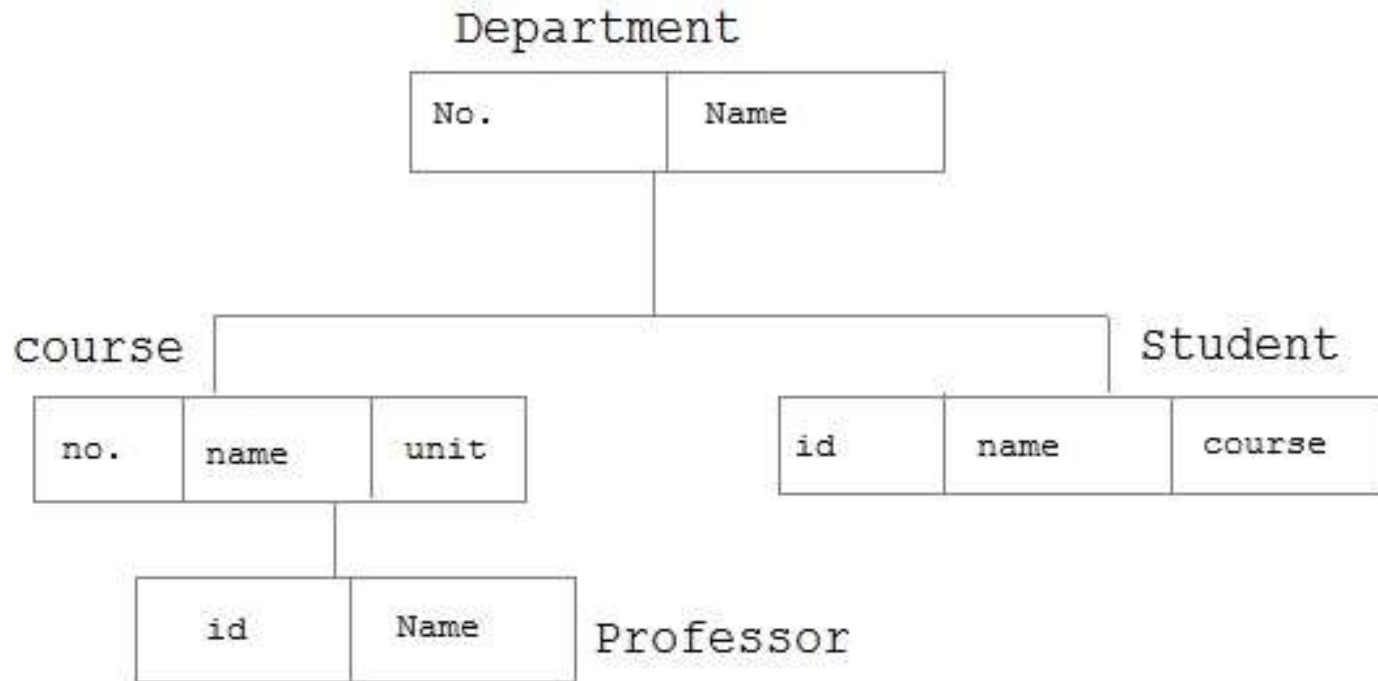 Department
No. Name
course
Student
no. name unit
id name course
id Name
Professor